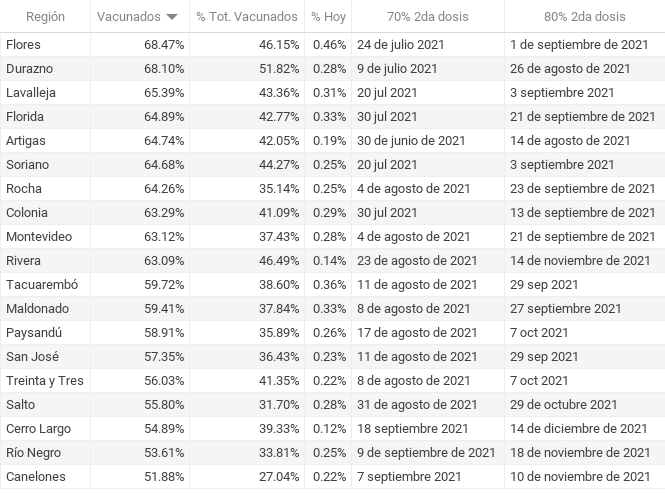 Región Vacunados % Tot. Vacunados % Hoy 70% 2da dosis 80% 2da dosis
Flores 68.47% 46.15% 0.46% 24 de julio 2021 1 de septiembre de 2021
Durazno 68.10% 51.82% 0.28% 9 de julio 2021 26 de agosto de 2021
Lavalleja 65.39% 43.36% 0.31% 20 jul 2021 3 septiembre 2021
Florida 64.89% 42.77% 0.33% 30 jul 2021 21 de septiembre de 2021
Artigas 64.74% 42.05% 0.19% 30 de junio de 2021 14 de agosto de 2021
Soriano 64.68% 44.27% 0.25% 20 jul 2021 3 septiembre 2021
Rocha 64.26% 35.14% 0.25% 4 de agosto de 2021 23 de septiembre de 2021
Colonia 63.29% 41.09% 0.29% 30 jul 2021 13 de septiembre de 2021
Montevideo 63.12% 37.43% 0.28% 4 de agosto de 2021 21 de septiembre de 2021
Rivera 63.09% 46.49% 0.14% 23 de agosto de 2021 14 de noviembre de 2021
Tacuarembó 59.72% 38.60% 0.36% 11 de agosto de 2021 29 sep 2021
Maldonado 59.41% 37.84% 0.33% 8 de agosto de 2021 27 septiembre 2021
Paysandú 58.91% 35.89% 0.26% 17 de agosto de 2021 7 oct 2021
San José 57.35% 36.43% 0.23% 11 de agosto de 2021 29 sep 2021
Treinta y Tres 56.03% 41.35% 0.22% 8 de agosto de 2021 7 oct 2021
Salto 55.80% 31.70% 0.28% 31 de agosto de 2021 29 de octubre de 2021
Cerro Largo 54.89% 39.33% 0.12% 18 septiembre 2021 14 de diciembre de 2021
Río Negro 53.61% 33.81% 0.25% 9 de septiembre de 2021 18 de noviembre de 2021
Canelones 51.88% 27.04% 0.22% 7 septiembre 2021 10 de noviembre de 2021